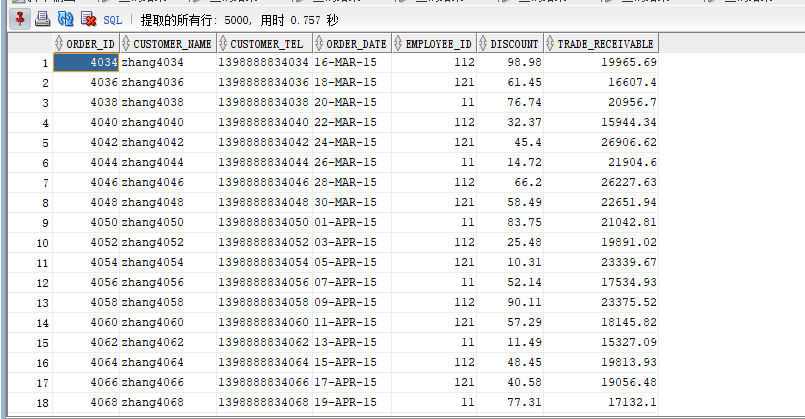 SQL | 提取的所有行: 5000, 用时 0.757 秒
ORDER_ID CUSTOMER_NAME CUSTOMER_TEL ORDER_DATE EMPLOYEE_ID DISCOUNT TRADE_RECEIVABLE
1 4034 zhang4034 1398888834034 16-MAR-15 112 98.98 19965.69
2 4036 zhang4036 1398888834036 18-MAR-15 121 61.45 16607.4
3 4038 zhang4038 1398888834038 20-MAR-15 11 76.74 20956.7
4 4040 zhang4040 1398888834040 22-MAR-15 112 32.37 15944.34
5 4042 zhang4042 1398888834042 24-MAR-15 121 45.4 26906.62
6 4044 zhang4044 1398888834044 26-MAR-15 11 14.72 21904.6
7 4046 zhang4046 1398888834046 28-MAR-15 112 66.2 26227.63
8 4048 zhang4048 1398888834048 30-MAR-15 121 58.49 22651.94
9 4050 zhang4050 1398888834050 01-APR-15 11 83.75 21042.81
10 4052 zhang4052 1398888834052 03-APR-15 112 25.48 19891.02
11 4054 zhang4054 1398888834054 05-APR-15 121 10.31 23339.67
12 4056 zhang4056 1398888834056 07-APR-15 11 52.14 17534.93
13 4058 zhang4058 1398888834058 09-APR-15 112 90.11 23375.52
14 4060 zhang4060 1398888834060 11-APR-15 121 57.29 18145.82
15 4062 zhang4062 1398888834062 13-APR-15 11 11.49 15327.09
16 4064 zhang4064 1398888834064 15-APR-15 112 48.45 19813.93
17 4066 zhang4066 1398888834066 17-APR-15 121 40.58 19056.48
18 4068 zhang4068 1398888834068 19-APR-15 11 77.31 17132.1